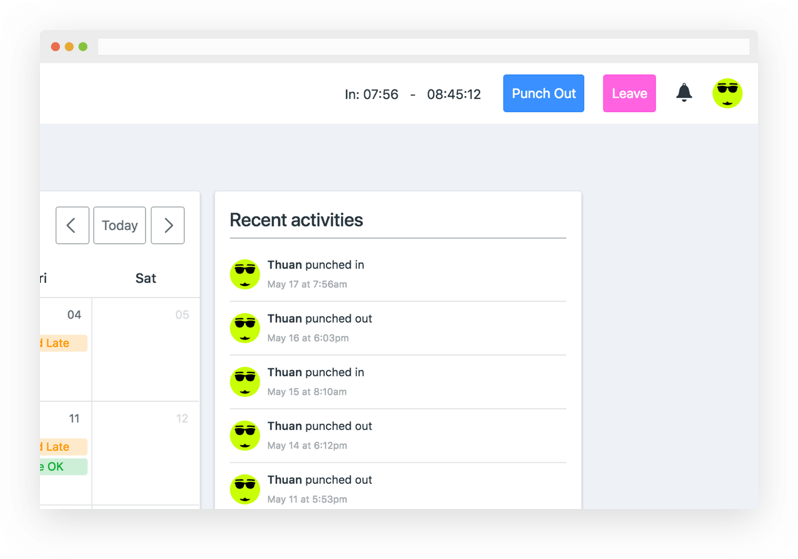 In: 07:56 - 08:45:12 Punch Out Leave
Today
ri Sat
04 05
d Late
11 12
d Late
e OK
Recent activities
Thuan punched in
May 17 at 7:56am
Thuan punched out
May 16 at 6:03pm
Thuan punched in
May 15 at 8:10am
Thuan punched out
May 14 at 6:12pm
Thuan punched out
May 11 at 5:53pm